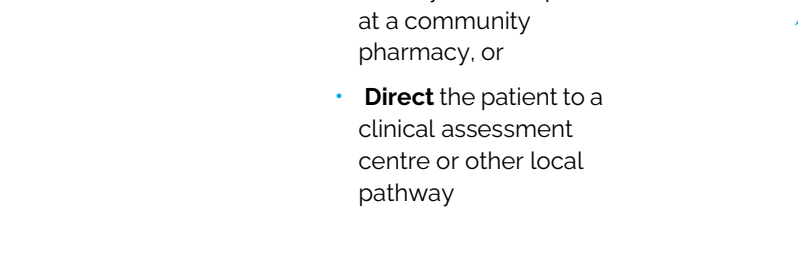 at a community
pharmacy, or
• Direct the patient to a
clinical assessment
centre or other local
pathway